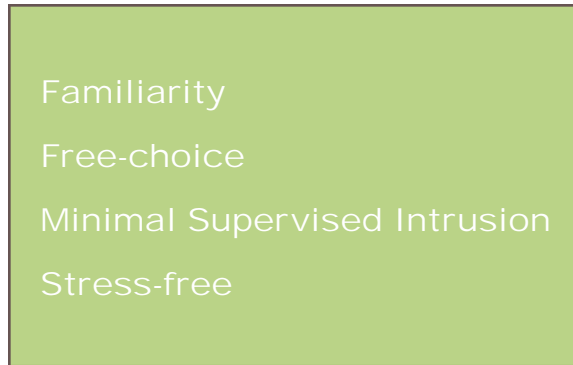 Familiarity
Free-choice
Minimal Supervised Intrusion
Stress-free